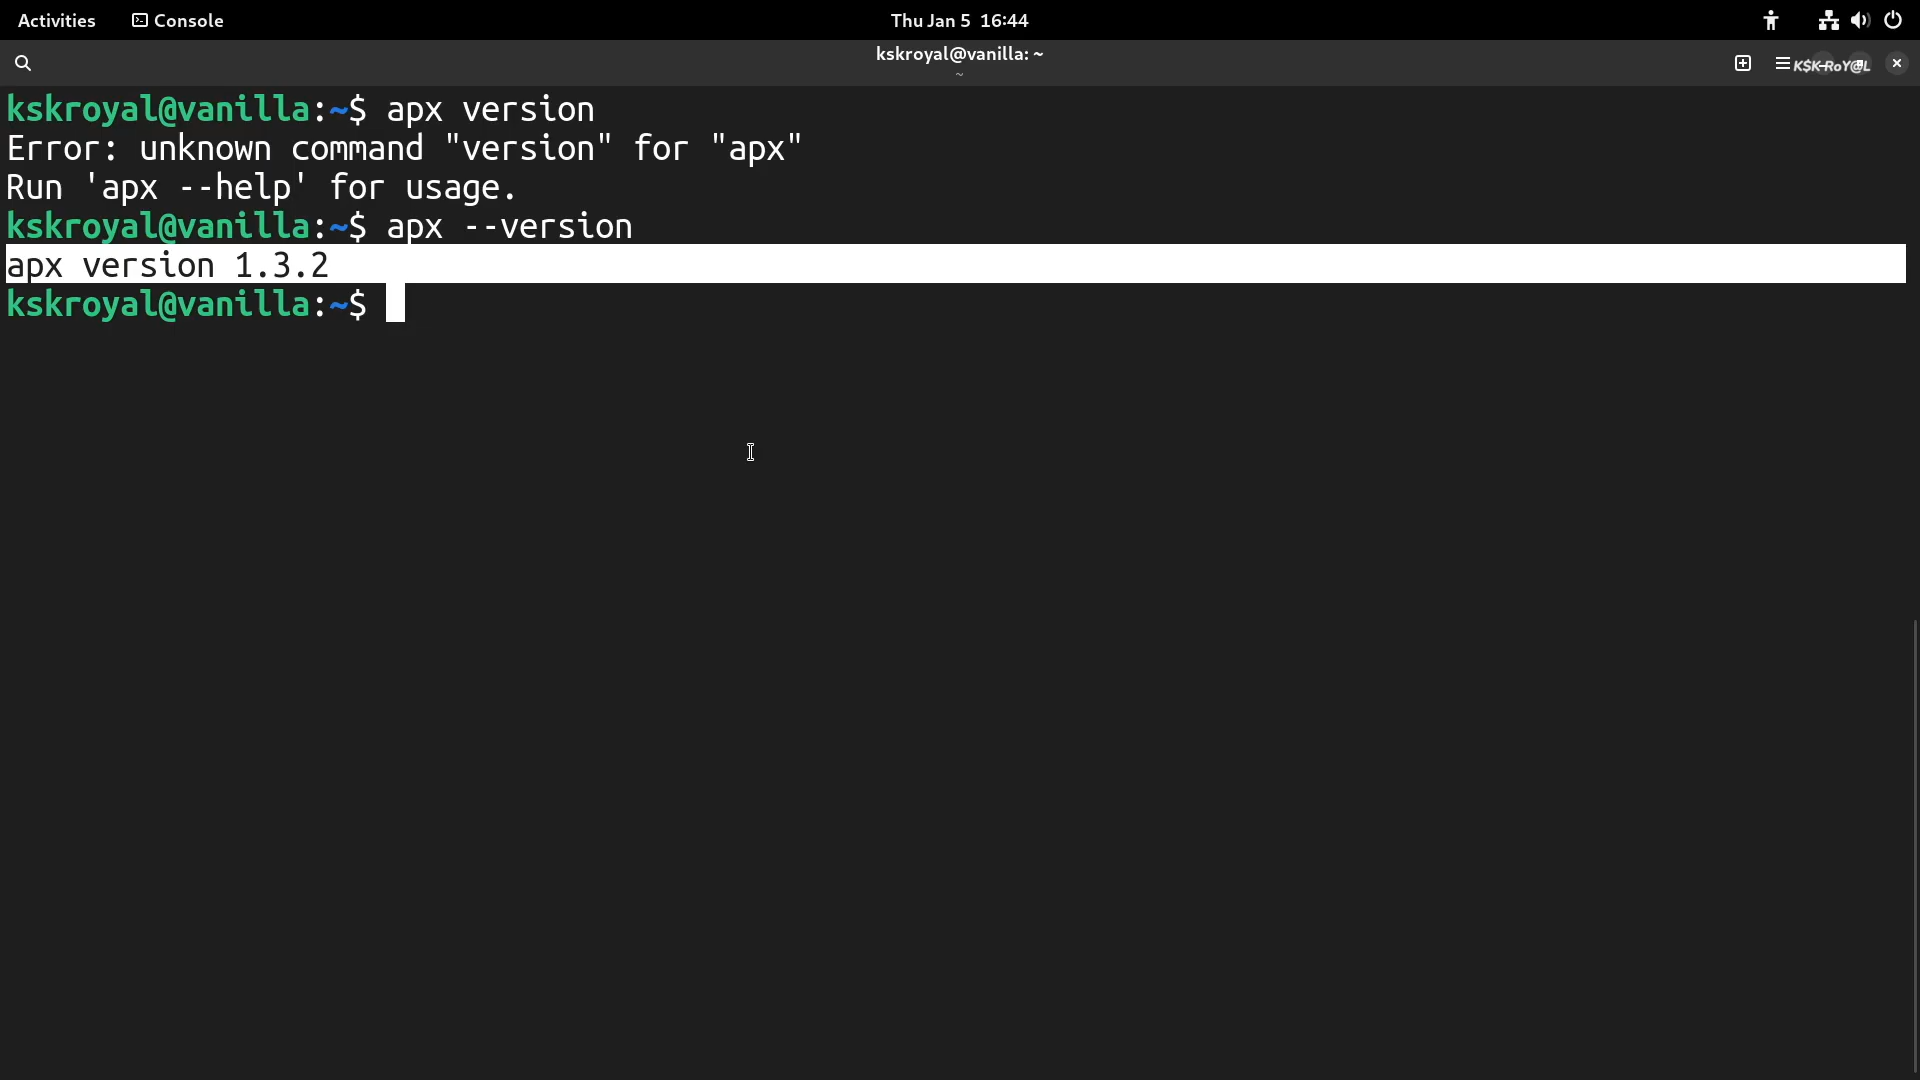 Activities Console Thu Jan 5 16:44
kskroyal@vanilla: ~
~
K$K-RoY@L
kskroyal@vanilla:~$ apx version
Error: unknown command "version" for "apx"
Run 'apx --help' for usage.
kskroyal@vanilla:~$ apx --version
apx version 1.3.2
kskroyal@vanilla:~$